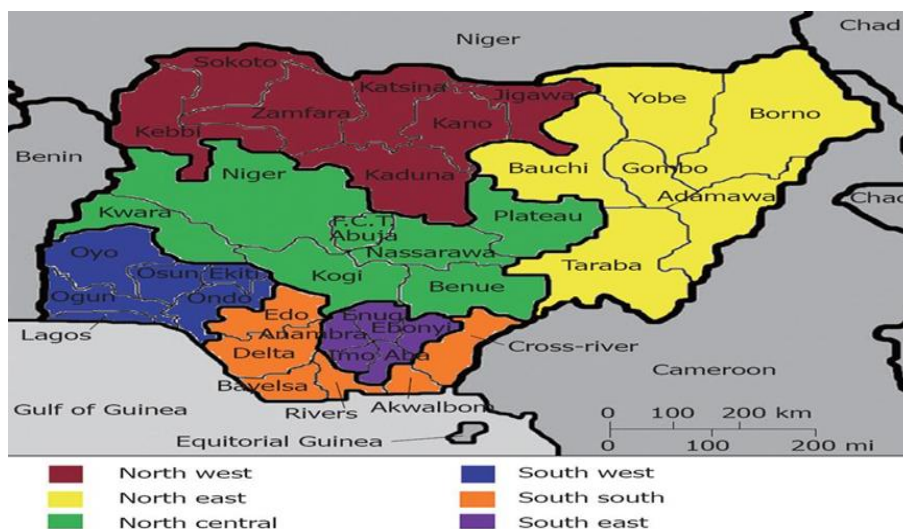 Niger
Chad
Sokoto
Katsina
Jigawa
Yobe
Borno
Zamfara
Kano
Kebbi
Benin
Niger
Kaduna
Bauchi
Gombo
Adamawa
Chad
Kwara
F.C.T.
Abuja
Plateau
Nassarawa
Oyo
Osun
Ekiti
Kogi
Benue
Taraba
Ogun
Ondo
Lagos
Edo
Enug
Anambra
Ebonyi
Delta
Imo
Aba
Cross-river
Bayelsa
Cameroon
Gulf of Guinea
Rivers
Akwalbom
Equitorial Guinea
0 100 200 km
0 100 200 mi
North west
South west
North east
South south
North central
South east